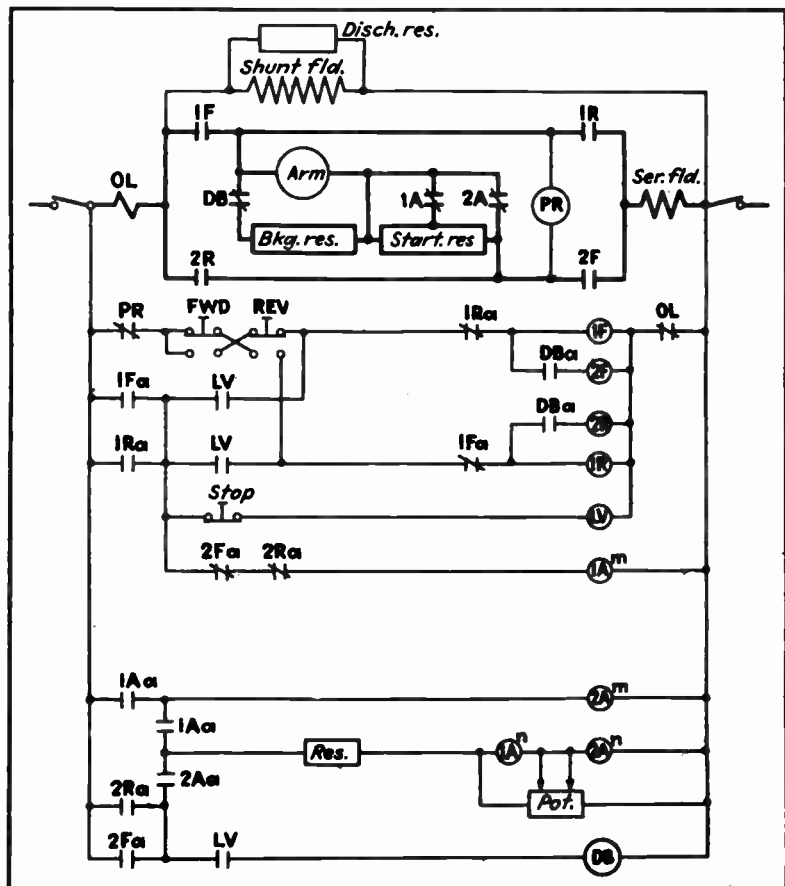 Disch. res.
Shunt fld.
1F
1R
OL
Arm
Ser. fld.
DB
1A
2A
PR
Bkg. res.
Start. res
2R
2F
PR
FWD
REV
1Ra
1F
OL
DBa
2F
1Fa
LV
DBa
2R
1Ra
LV
1Fa
1R
Stop
LV
2Fa
2Ra
1A m
1Aa
2A m
1Aa
Res.
1A n
2A n
2Aa
Pot.
2Ra
2Fa
LV
DB